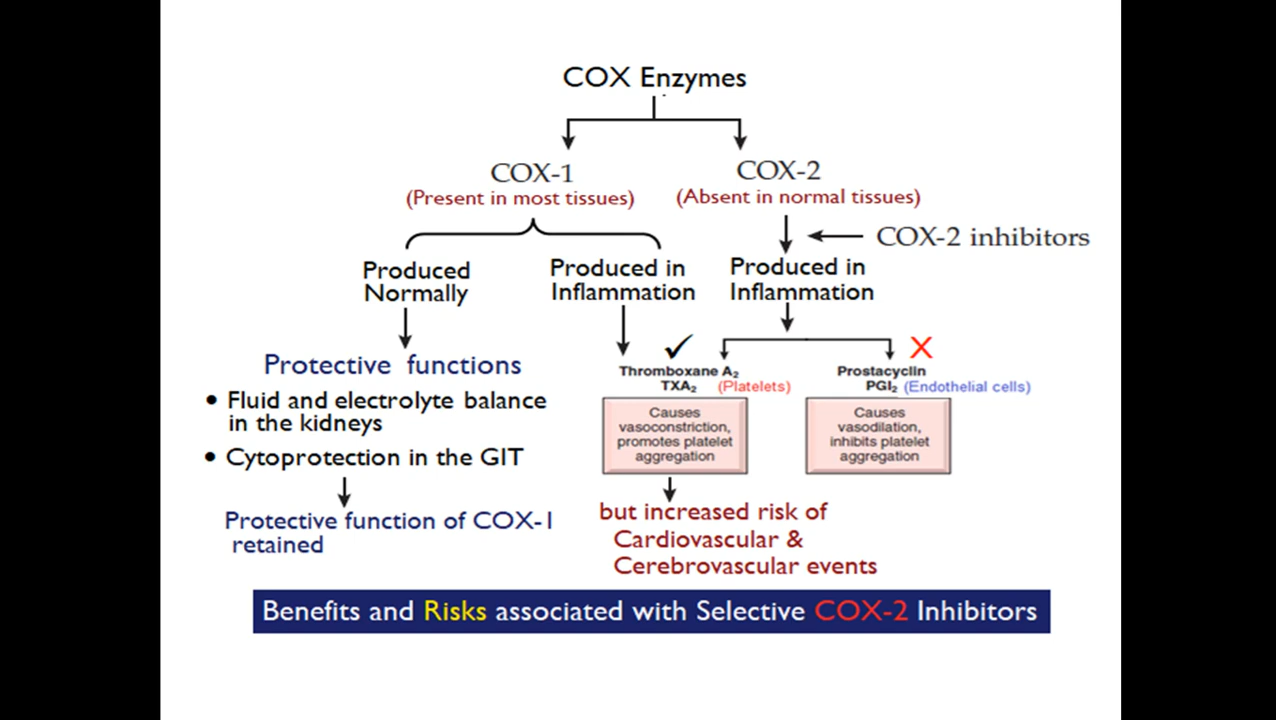 COX Enzymes
COX-1
(Present in most tissues)
COX-2
(Absent in normal tissues)
COX-2 inhibitors
Produced
Normally
Produced in
Inflammation
Produced in
Inflammation
Protective functions
• Fluid and electrolyte balance
in the kidneys
• Cytoprotection in the GIT
Protective function of COX-1
retained
✓
Thromboxane A₂
TXA₂ (Platelets)
Causes
vasoconstriction,
promotes platelet
aggregation
X
Prostacyclin
PGI₂ (Endothelial cells)
Causes
vasodilation,
inhibits platelet
aggregation
but increased risk of
Cardiovascular &
Cerebrovascular events
Benefits and Risks associated with Selective COX-2 Inhibitors